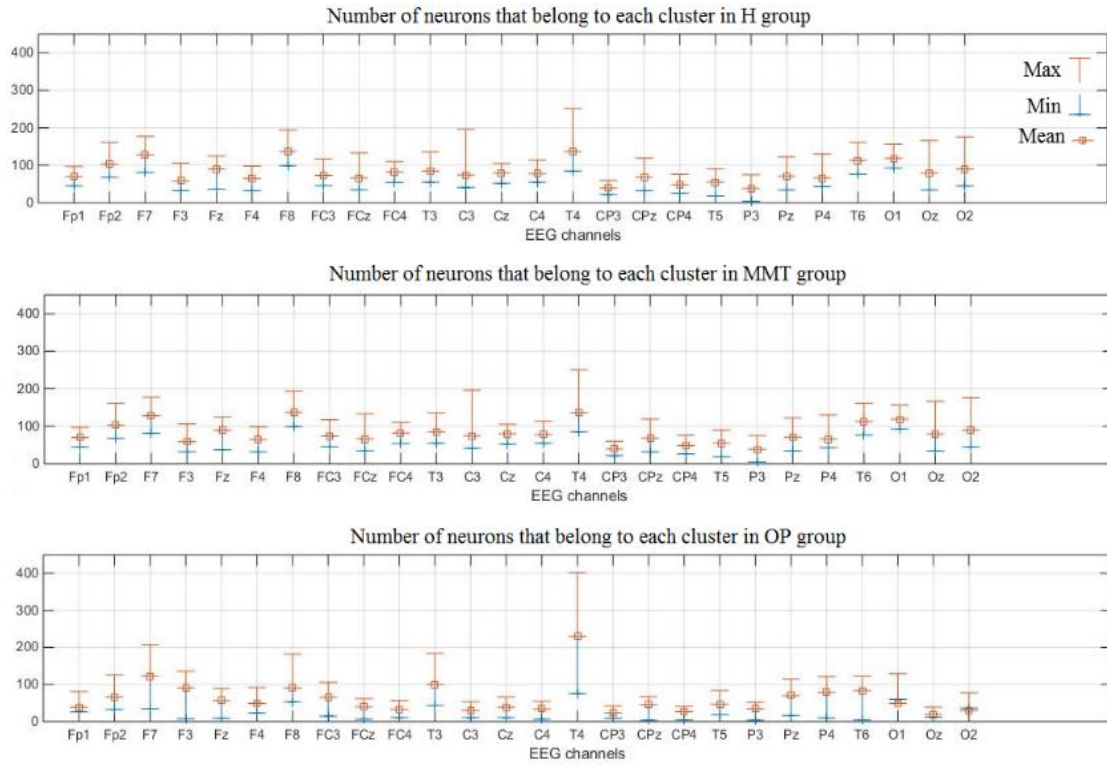 Number of neurons that belong to each cluster in H group
400
300
200
100
0
Max
Min
Mean
Fp1 Fp2 F7 F3 Fz F4 F8 FC3 FCz FC4 T3 C3 Cz C4 T4 CP3 CPz CP4 T5 P3 Pz P4 T6 O1 Oz O2
EEG channels
Number of neurons that belong to each cluster in MMT group
400
300
200
100
0
Fp1 Fp2 F7 F3 Fz F4 F8 FC3 FCz FC4 T3 C3 Cz C4 T4 CP3 CPz CP4 T5 P3 Pz P4 T6 O1 Oz O2
EEG channels
Number of neurons that belong to each cluster in OP group
400
300
200
100
0
Fp1 Fp2 F7 F3 Fz F4 F8 FC3 FCz FC4 T3 C3 Cz C4 T4 CP3 CPz CP4 T5 P3 Pz P4 T6 O1 Oz O2
EEG channels